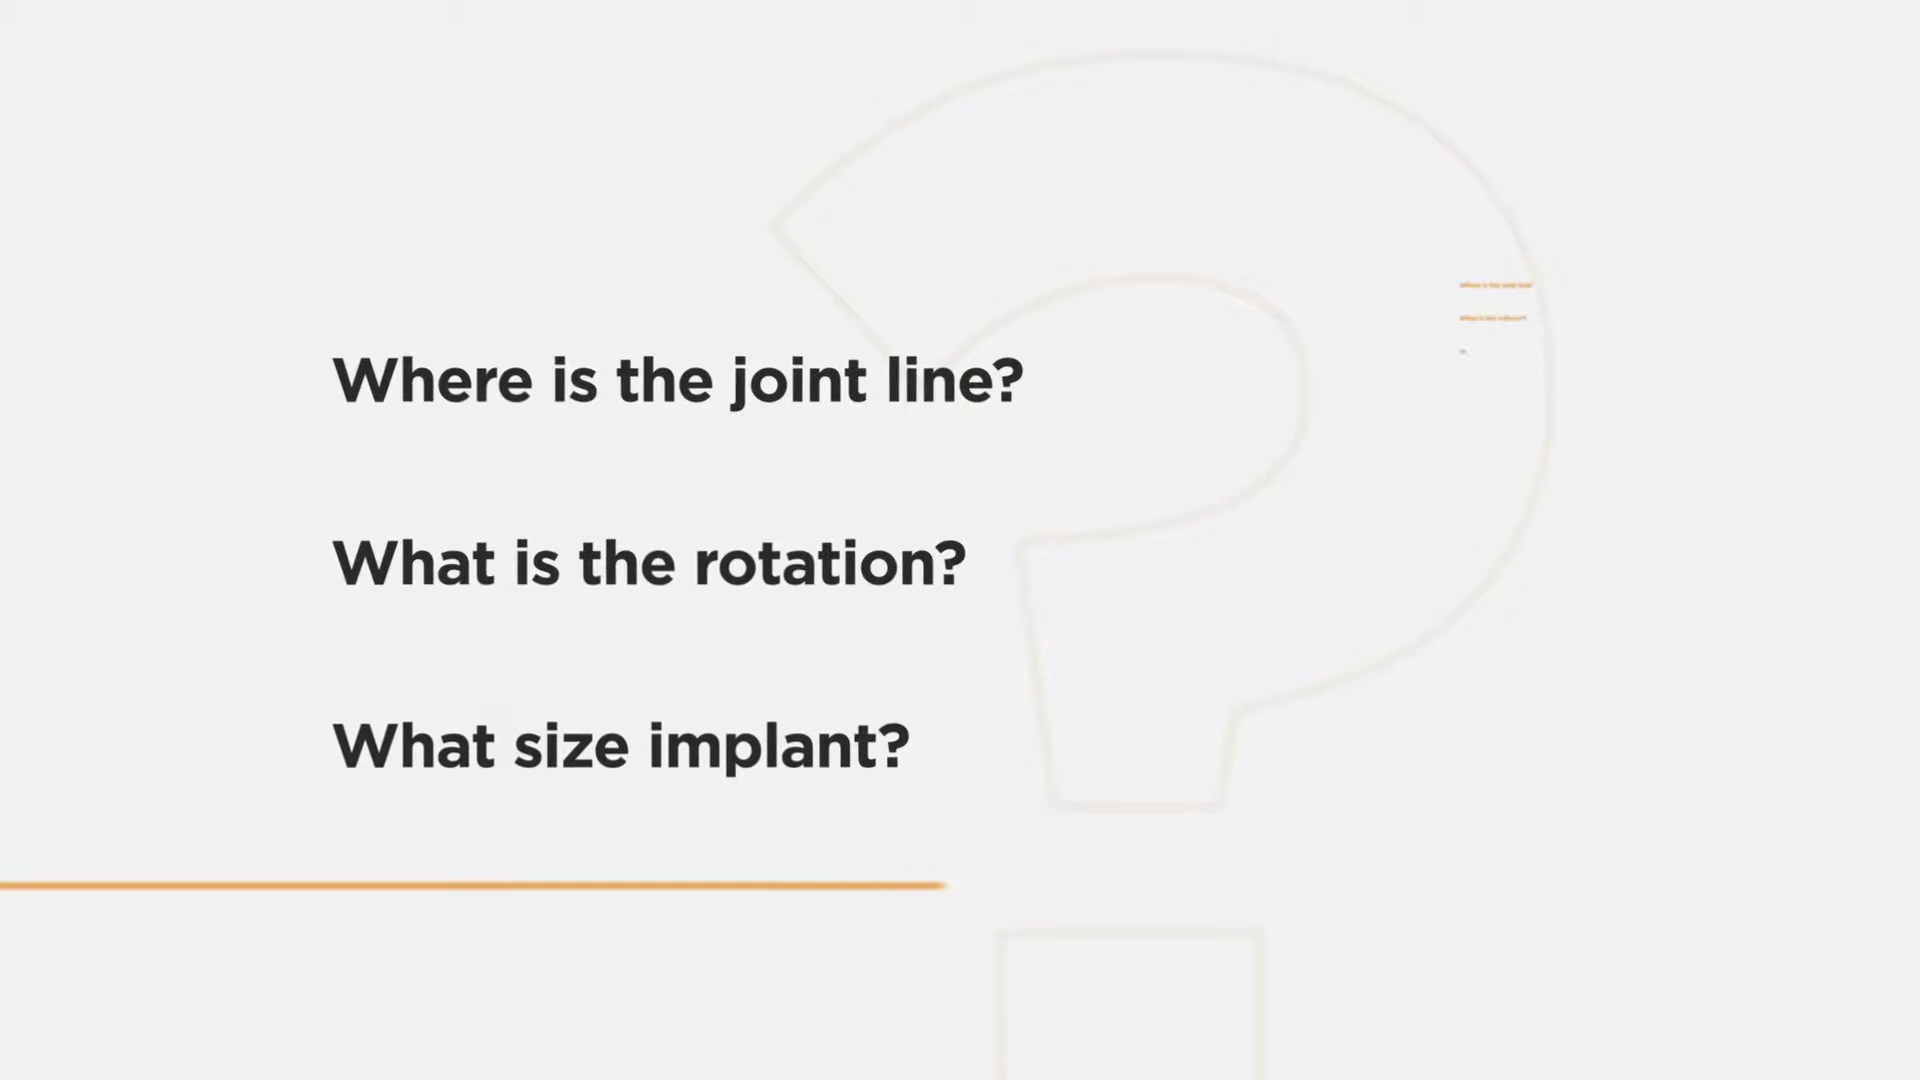 Where is the joint line?
What is the rotation?
What size implant?